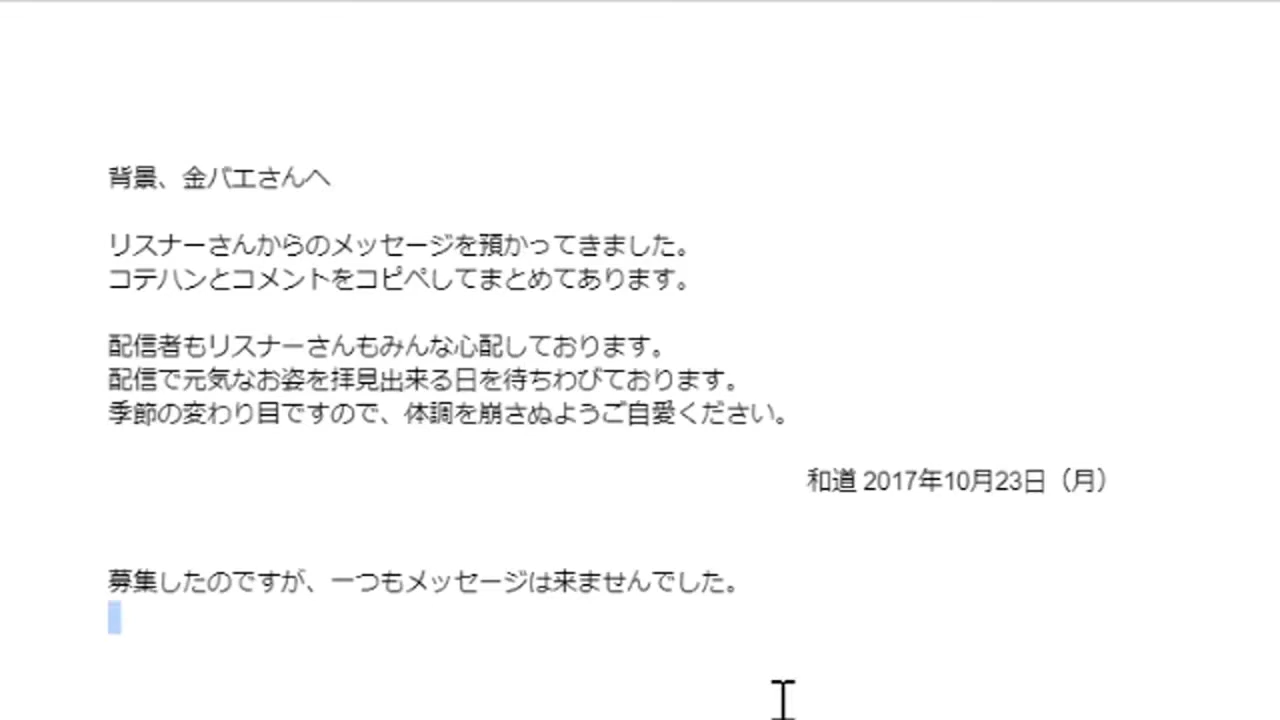 背景、金バエさんへ
リスナーさんからのメッセージを預かってきました。
コテハンとコメントをコピペしてまとめてあります。
配信者もリスナーさんもみんな心配しております。
配信で元気なお姿を拝見出来る日を待ちわびております。
季節の変わり目ですので、体調を崩さぬようご自愛ください。
和道 2017年10月23日（月）
募集したのですが、一つもメッセージは来ませんでした。